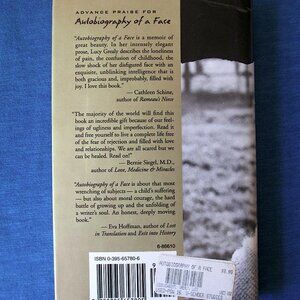 ADVANCE PRAISE FOR
Autobiography of a Face
"Autobiography of a Face is a memoir of
great beauty. In her intensely elegant
prose, Lucy Grealy describes the loneliness
of pain, the confusion of childhood, the
slow shock of her disfigured face with an
exquisite, unblinking intelligence that is
both gracious and, improbably, filled with
joy. I love this book."
— Cathleen Schine,
author of Rameau's Niece
"The majority of the world will find this
book an incredible gift because of our feel-
ings of ugliness and imperfection. Read it
and free yourself to live a complete life free
of the fear of rejection and filled with love
and relationships. We are all scarred but we
can be healed. Read on!"
— Bernie Siegel, M.D.,
author of Love, Medicine & Miracles
"Autobiography of a Face is about that most
wrenching of subjects — a child's suffering
— but also about moral courage, the hard
battle of growing up and the unfolding of
a writer's soul. An honest, deeply moving
book."
— Eva Hoffman, author of Lost
in Translation and Exit into History
6-86610
ISBN 0-395-65780-6
AUTOBIOGRAPHY OF A FACE